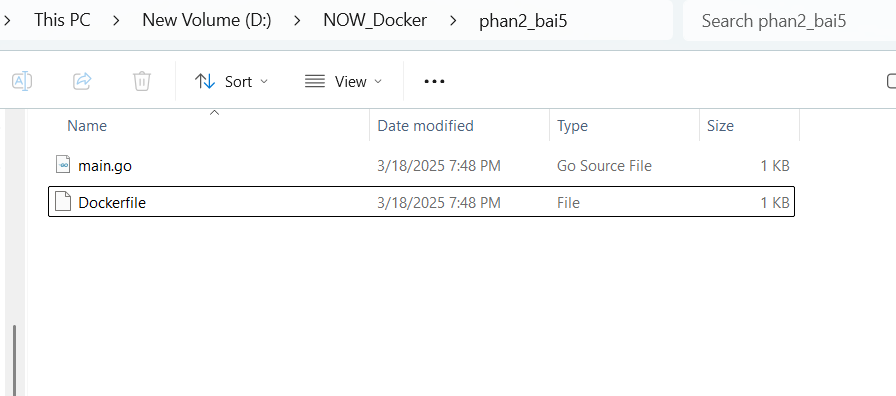 This PC > New Volume (D:) > NOW_Docker > phan2_bai5 Search phan2_bai5
Sort View
Name Date modified Type Size
main.go 3/18/2025 7:48 PM Go Source File 1 KB
Dockerfile 3/18/2025 7:48 PM File 1 KB